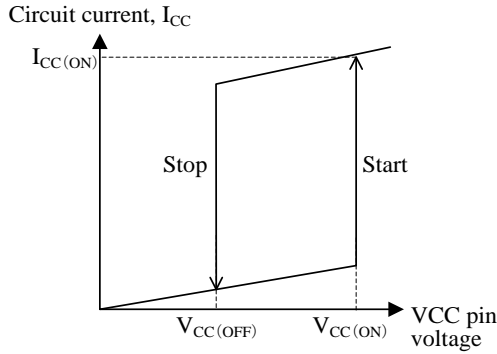 Circuit current, ICC
ICC(ON)
Stop
Start
VCC(OFF)
VCC(ON)
VCC pin
voltage